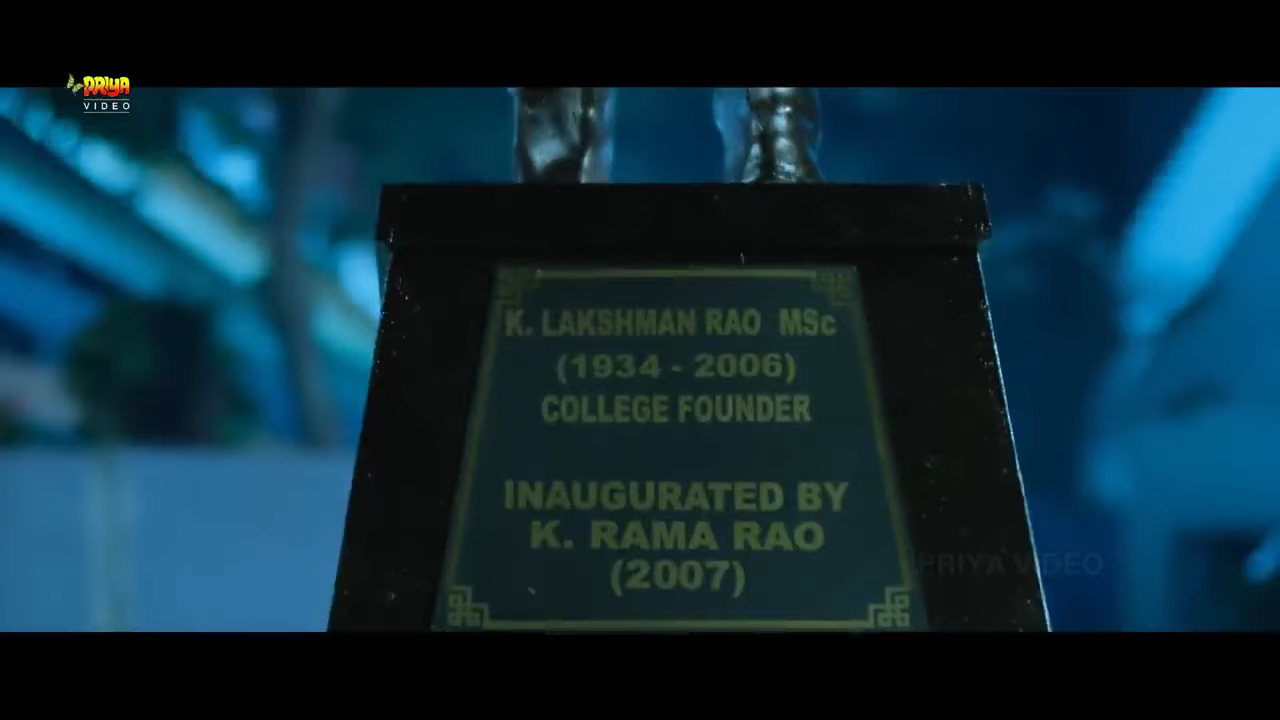 PRIYA
VIDEO
K. LAKSHMAN RAO MSc
(1934 - 2006)
COLLEGE FOUNDER
INAUGURATED BY
K. RAMA RAO
(2007)
PRIYA VIDEO